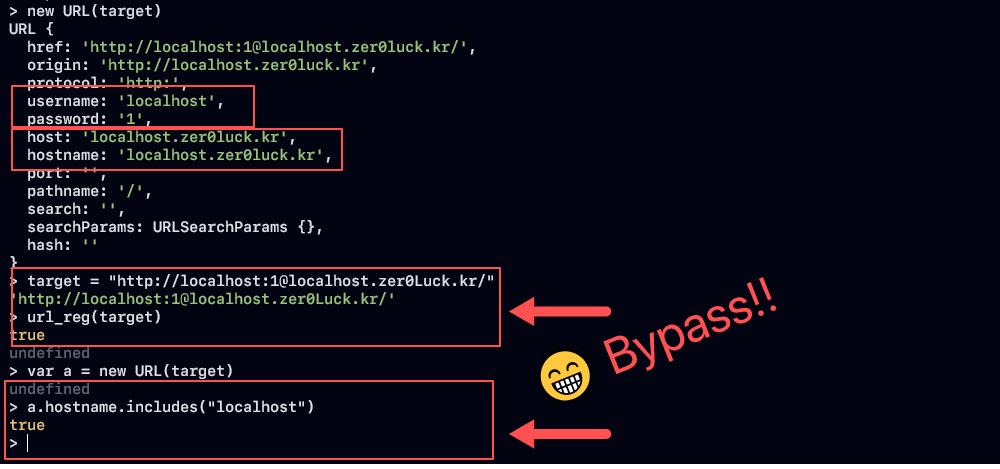 > new URL(target)
URL {
  href: 'http://localhost:1@localhost.zer0luck.kr/',
  origin: 'http://localhost.zer0luck.kr',
  protocol: 'http:',
  username: 'localhost',
  password: '1',
  host: 'localhost.zer0luck.kr',
  hostname: 'localhost.zer0luck.kr',
  port: '',
  pathname: '/',
  search: '',
  searchParams: URLSearchParams {},
  hash: ''
}
> target = "http://localhost:1@localhost.zer0Luck.kr/"
'http://localhost:1@localhost.zer0Luck.kr/'
> url_reg(target)
true
undefined
> var a = new URL(target)
undefined
> a.hostname.includes("localhost")
true
>
Bypass!!